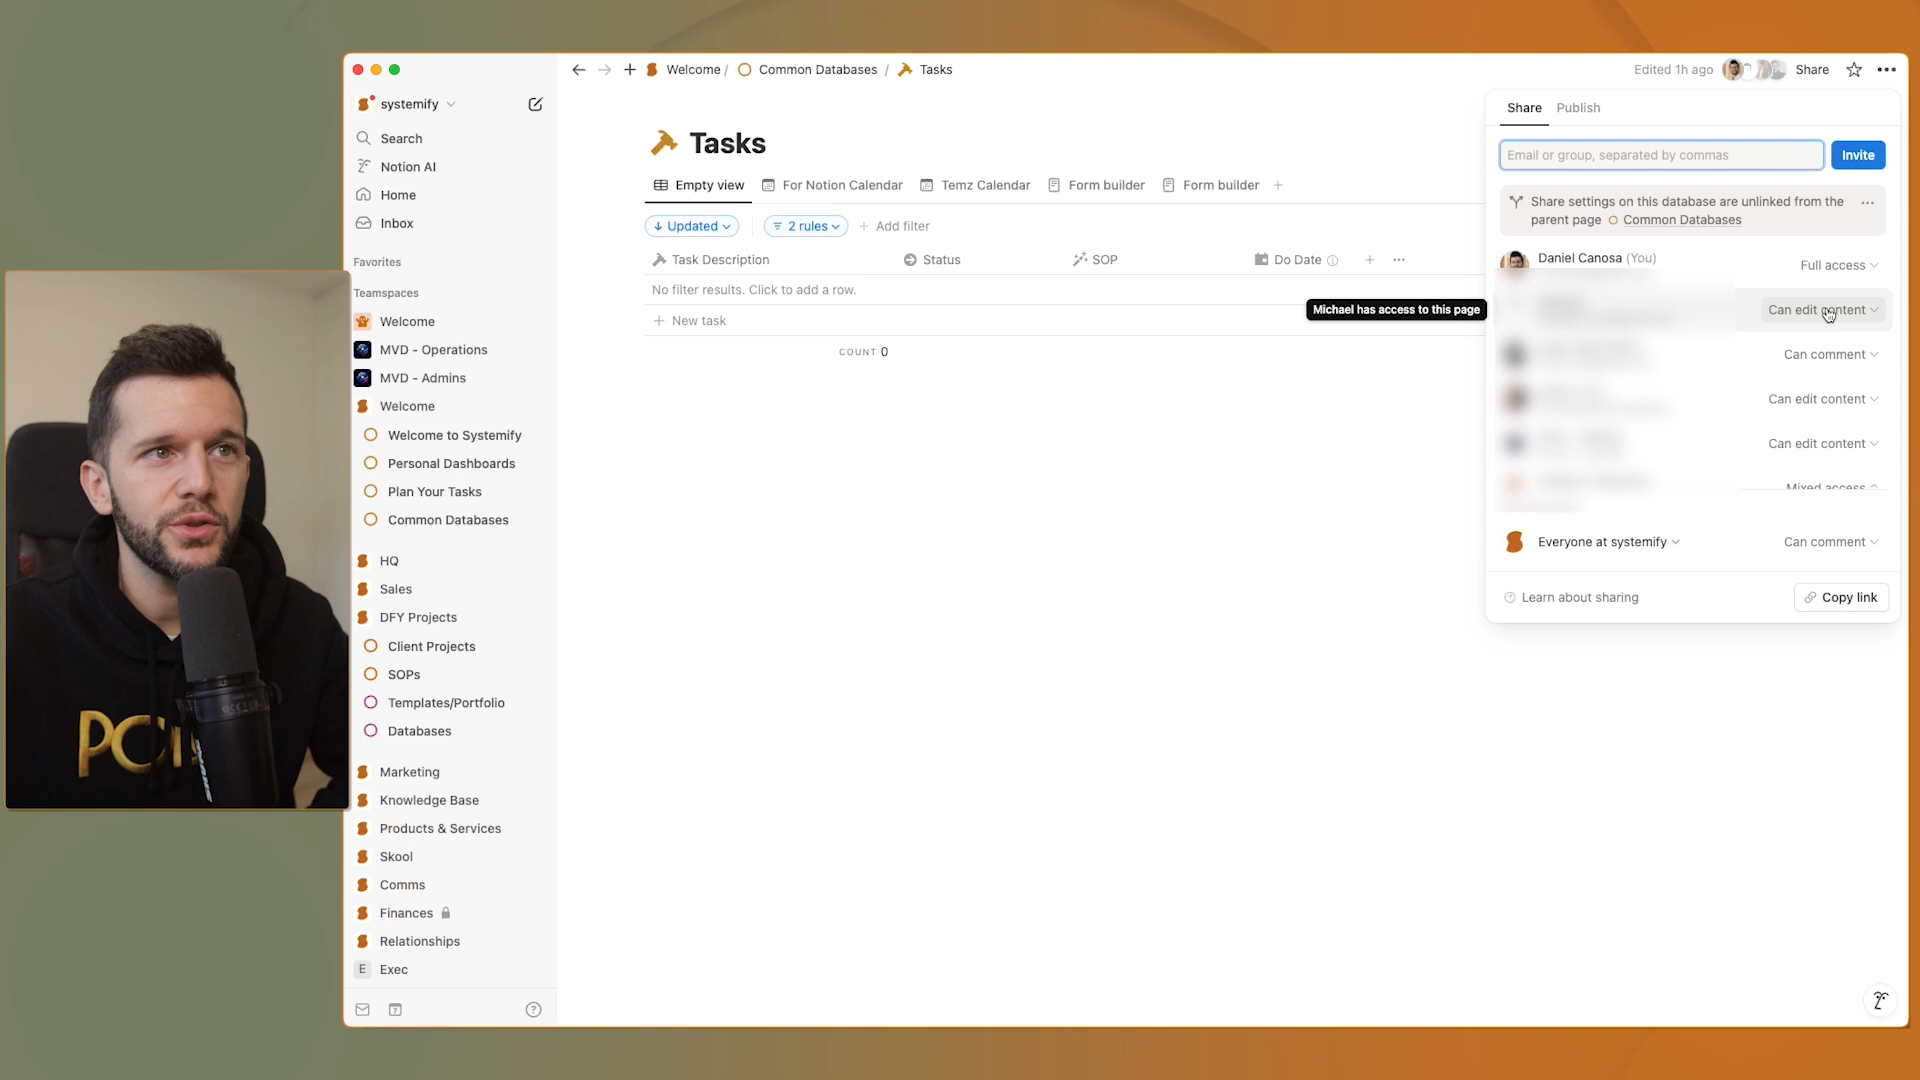 Welcome / Common Databases / Tasks
Edited 1h ago
Share
systemify
Search
Notion AI
Home
Inbox
Favorites
Teamspaces
Welcome
MVD - Operations
MVD - Admins
Welcome
Welcome to Systemify
Personal Dashboards
Plan Your Tasks
Common Databases
HQ
Sales
DFY Projects
Client Projects
SOPs
Templates/Portfolio
Databases
Marketing
Knowledge Base
Products & Services
Skool
Comms
Finances
Relationships
E Exec
Tasks
Empty view
For Notion Calendar
Temz Calendar
Form builder
Form builder
Updated
2 rules
Add filter
Task Description
Status
SOP
Do Date
No filter results. Click to add a row.
New task
COUNT 0
Share
Publish
Email or group, separated by commas
Invite
Share settings on this database are unlinked from the
parent page Common Databases
Daniel Canosa (You)
Full access
Michael has access to this page
Can edit content
Can comment
Can edit content
Can edit content
Mixed access
Everyone at systemify
Can comment
Learn about sharing
Copy link